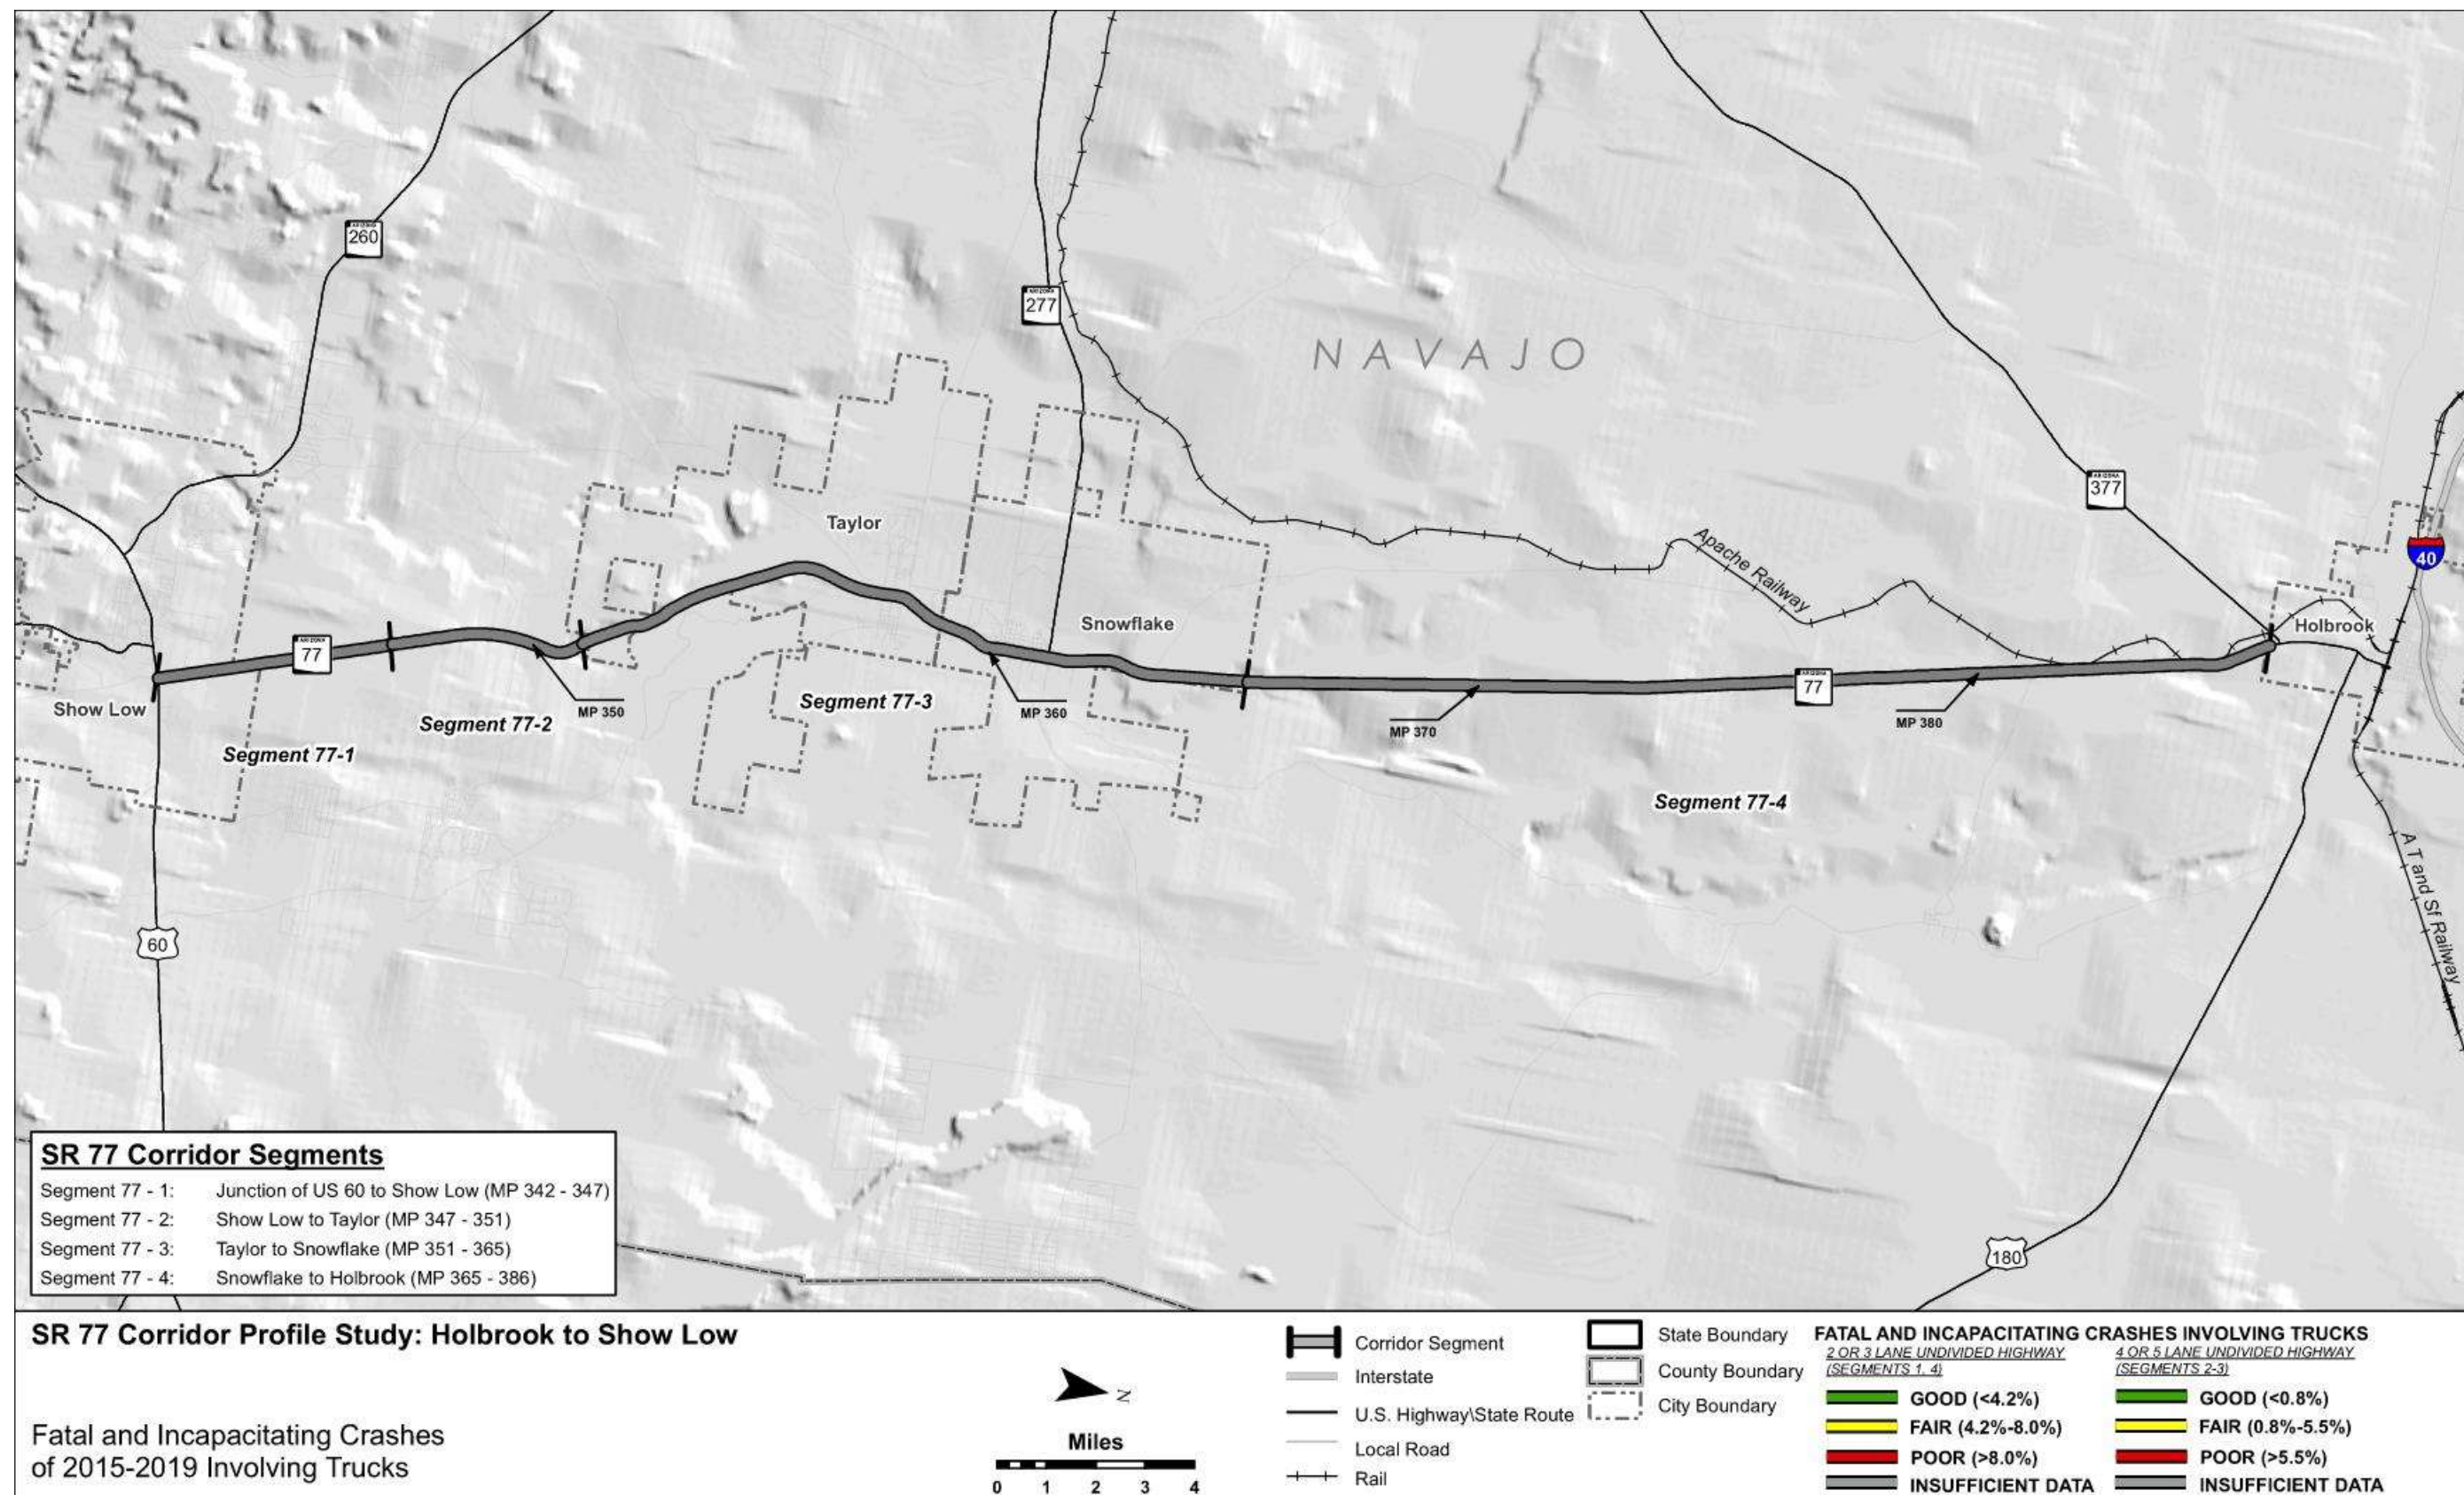 ARIZONA
260
ARIZONA
277
NAVAJO
ARIZONA
377
40
Taylor
Apache Railway
Snowflake
Holbrook
ARIZONA
77
ARIZONA
77
Show Low
Segment 77-1
Segment 77-2
MP 350
Segment 77-3
MP 360
MP 370
MP 380
Segment 77-4
A T and Sf Railway
60
180
SR 77 Corridor Segments
Segment 77 - 1: Junction of US 60 to Show Low (MP 342 - 347)
Segment 77 - 2: Show Low to Taylor (MP 347 - 351)
Segment 77 - 3: Taylor to Snowflake (MP 351 - 365)
Segment 77 - 4: Snowflake to Holbrook (MP 365 - 386)
SR 77 Corridor Profile Study: Holbrook to Show Low
Fatal and Incapacitating Crashes
of 2015-2019 Involving Trucks
N
Miles
0 1 2 3 4
Corridor Segment
Interstate
U.S. Highway\State Route
Local Road
Rail
State Boundary
County Boundary
City Boundary
FATAL AND INCAPACITATING CRASHES INVOLVING TRUCKS
2 OR 3 LANE UNDIVIDED HIGHWAY
(SEGMENTS 1, 4)
GOOD (<4.2%)
FAIR (4.2%-8.0%)
POOR (>8.0%)
INSUFFICIENT DATA
4 OR 5 LANE UNDIVIDED HIGHWAY
(SEGMENTS 2-3)
GOOD (<0.8%)
FAIR (0.8%-5.5%)
POOR (>5.5%)
INSUFFICIENT DATA